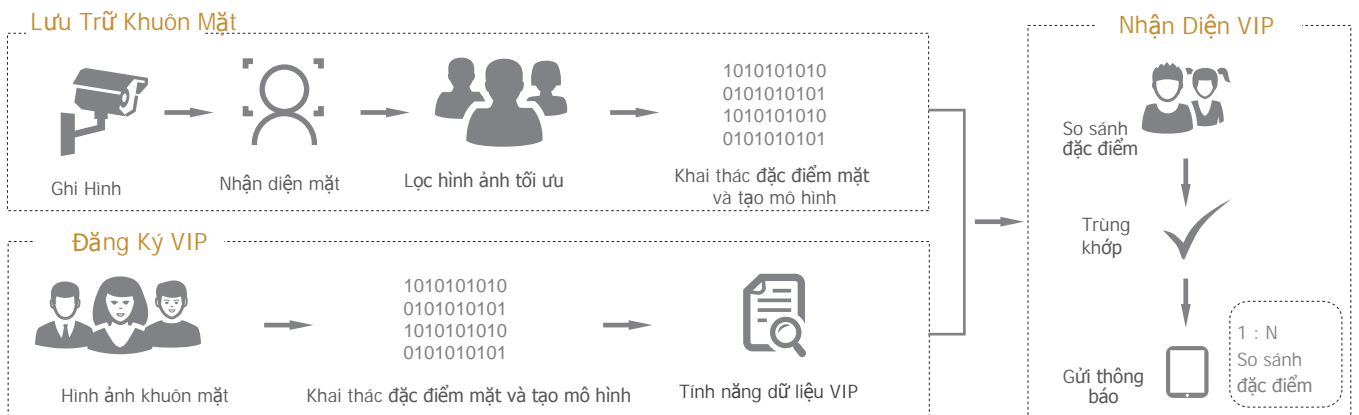 Lưu Trữ Khuôn Mặt
Ghi Hình
Nhận diện mặt
Lọc hình ảnh tối ưu
1010101010
0101010101
1010101010
0101010101
Khai thác đặc điểm mặt
và tạo mô hình
Đăng Ký VIP
Hình ảnh khuôn mặt
1010101010
0101010101
1010101010
0101010101
Khai thác đặc điểm mặt và tạo mô hình
Tính năng dữ liệu VIP
Nhận Diện VIP
So sánh
đặc điểm
Trùng
khớp
Gửi thông
báo
1 : N
So sánh
đặc điểm